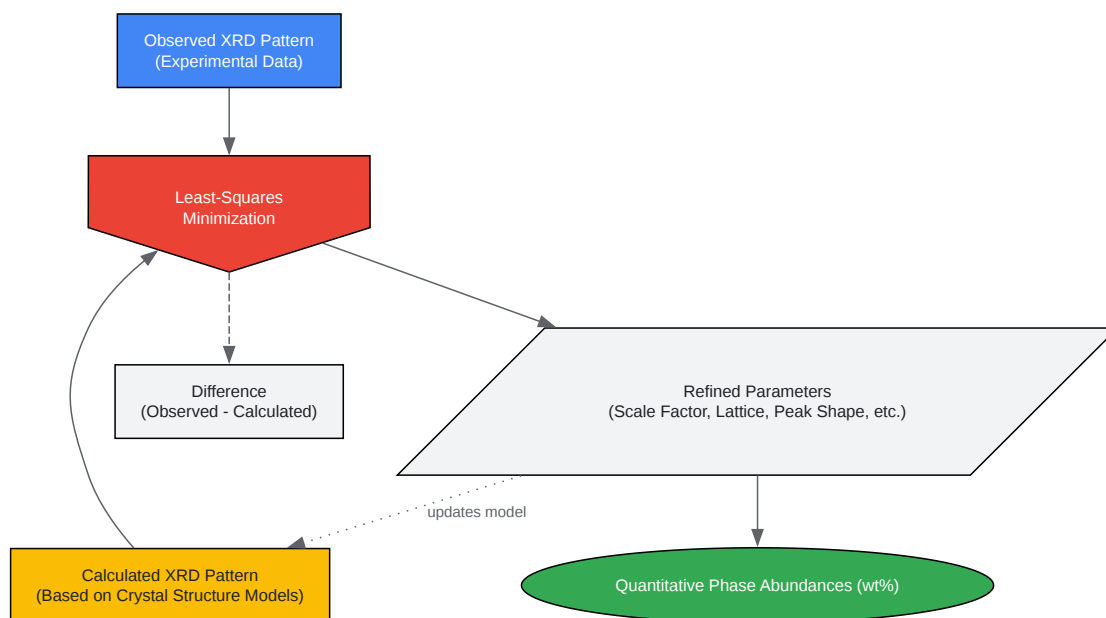 Observed XRD Pattern
(Experimental Data)
Least-Squares
Minimization
Difference
(Observed - Calculated)
Refined Parameters
(Scale Factor, Lattice, Peak Shape, etc.)
updates model
Calculated XRD Pattern
(Based on Crystal Structure Models)
Quantitative Phase Abundances (wt%)